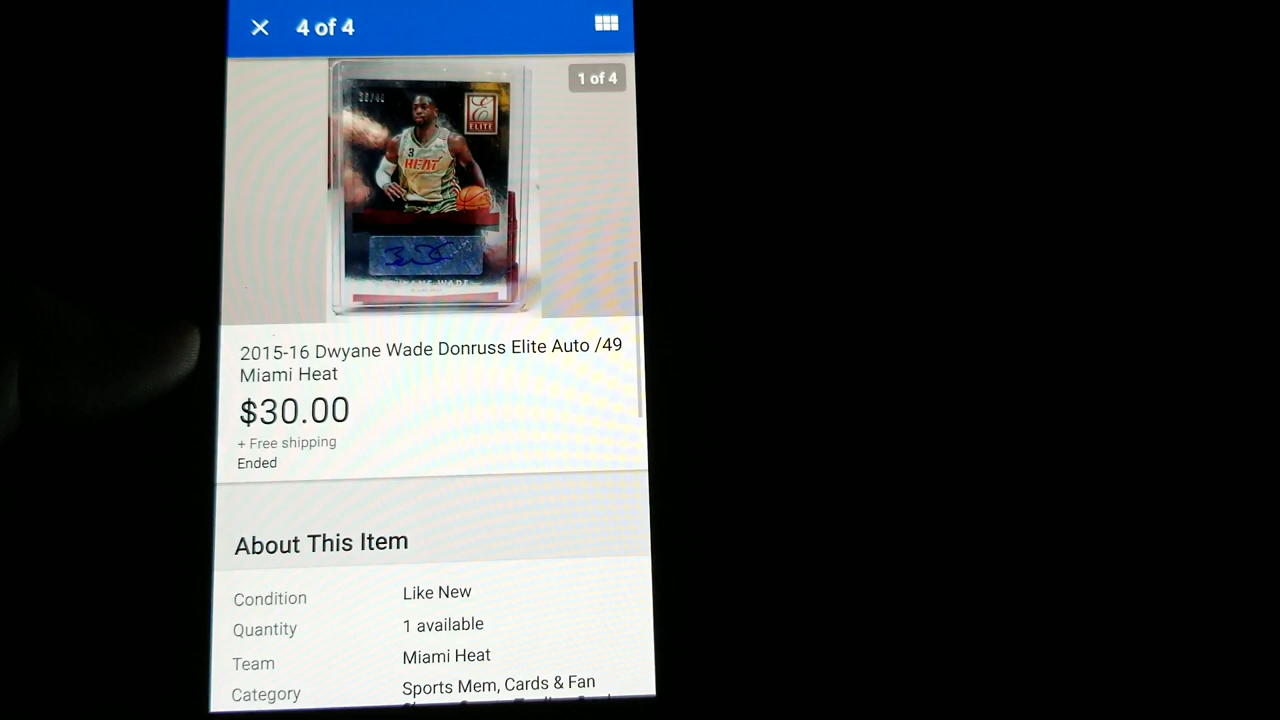 4 of 4
1 of 4
ELITE
3
HEAT
2015-16 Dwyane Wade Donruss Elite Auto /49
Miami Heat
$30.00
+ Free shipping
Ended
About This Item
Condition Like New
Quantity 1 available
Team Miami Heat
Category Sports Mem, Cards & Fan